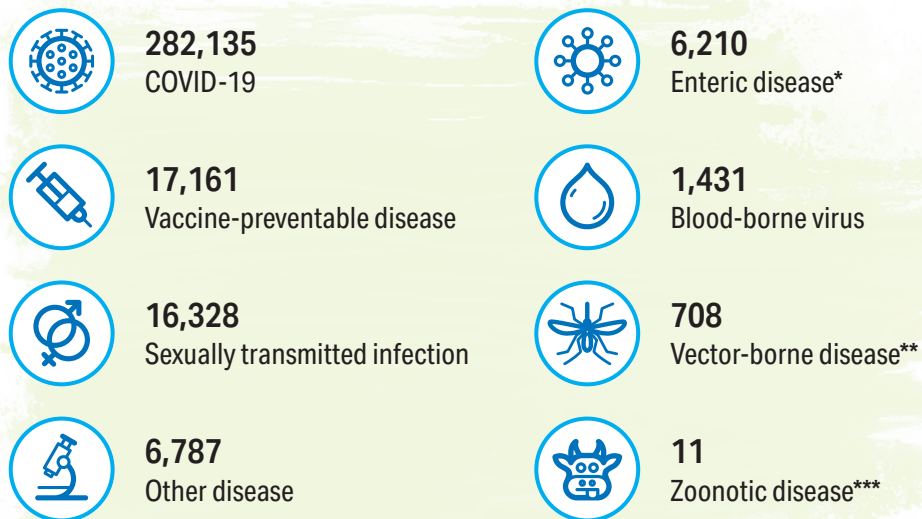 282,135
COVID-19
6,210
Enteric disease*
17,161
Vaccine-preventable disease
1,431
Blood-borne virus
16,328
Sexually transmitted infection
708
Vector-borne disease**
6,787
Other disease
11
Zoonotic disease***